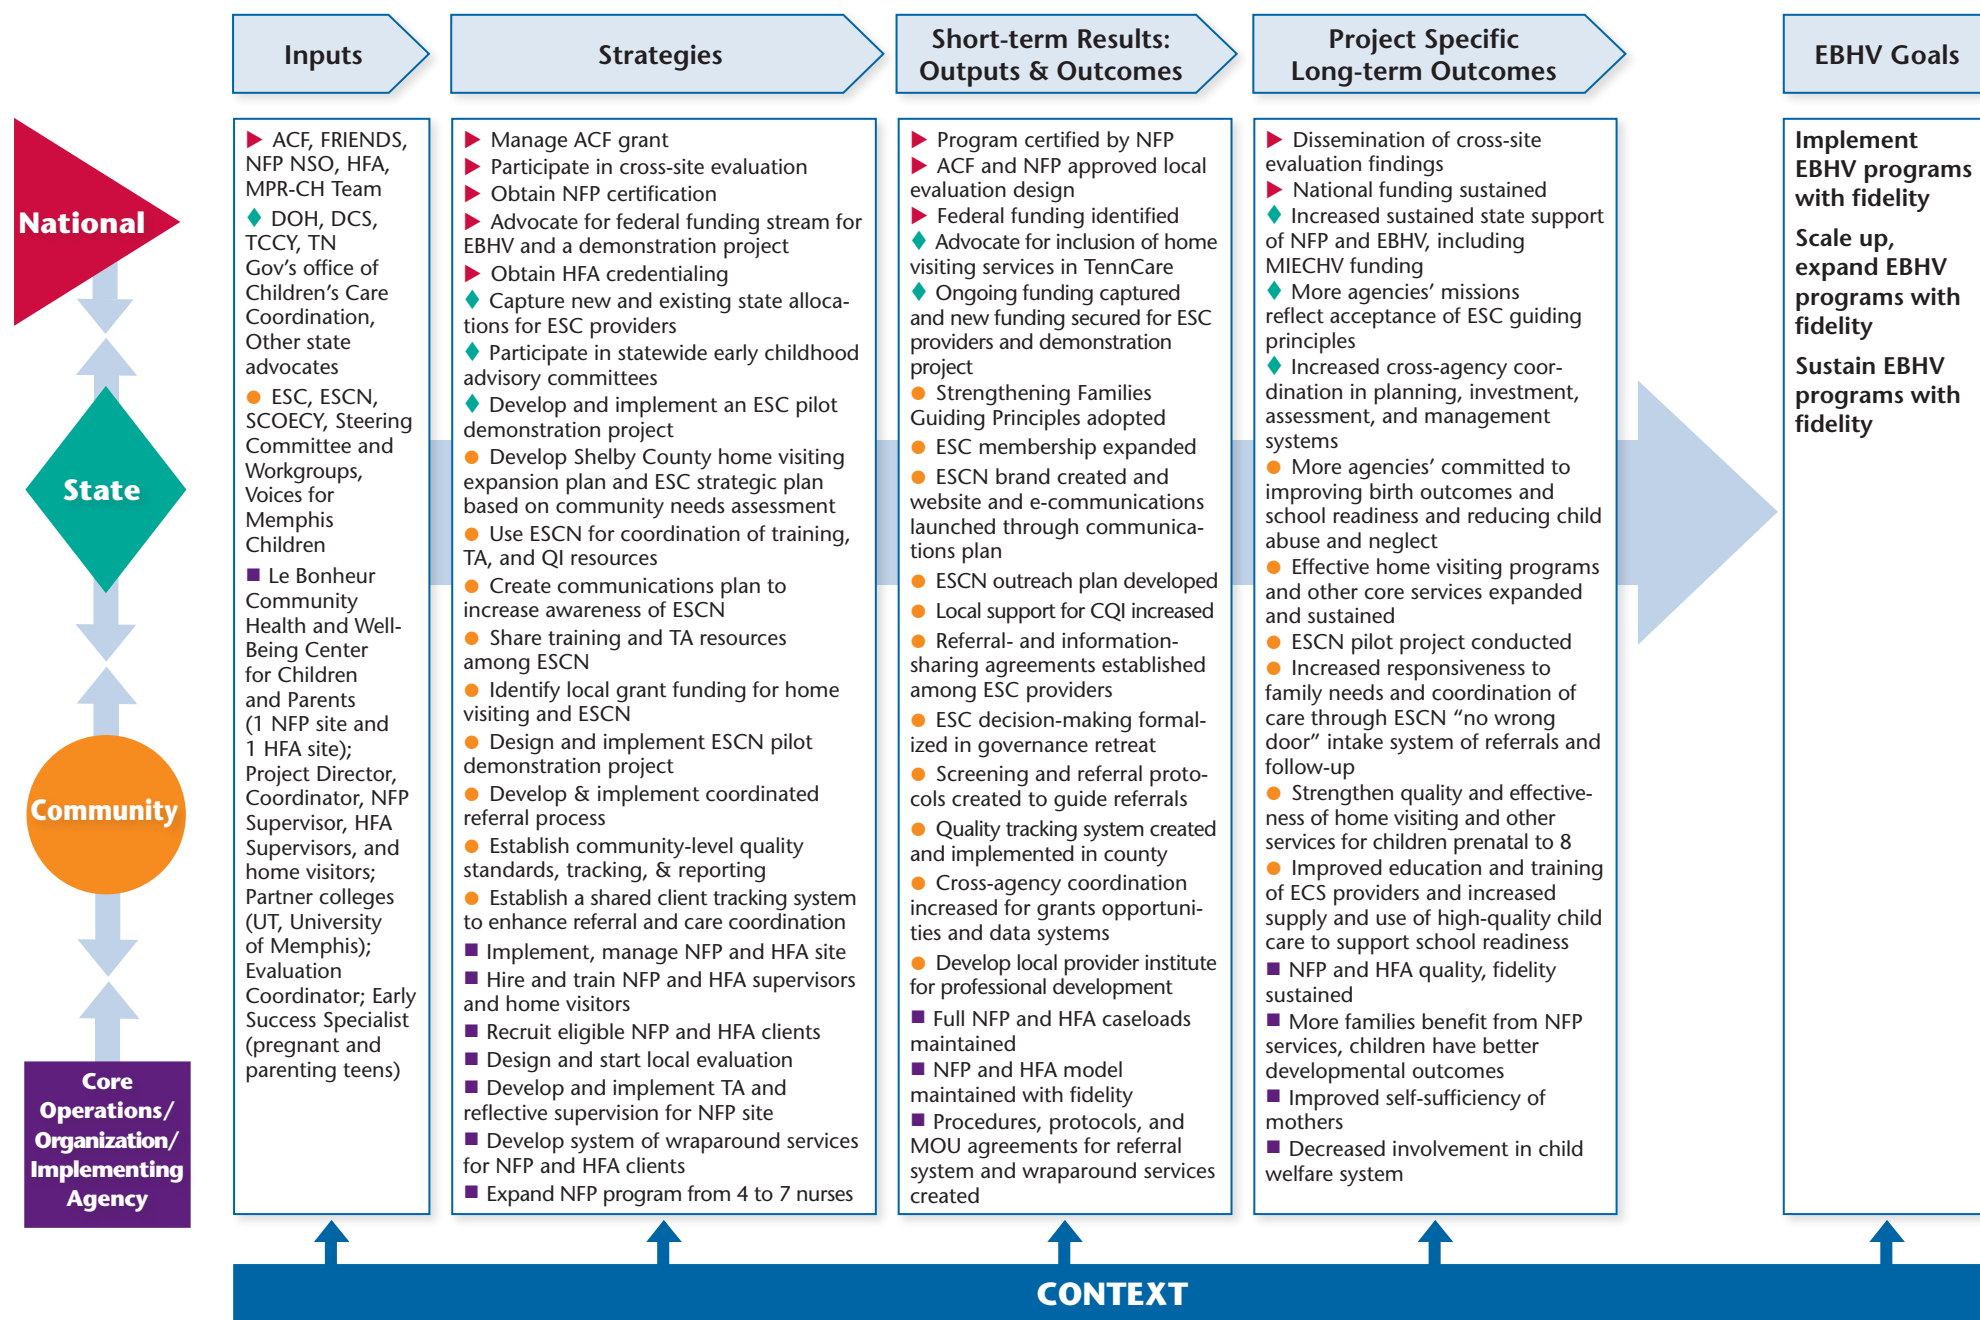 Inputs
Strategies
Short-term Results:
Outputs & Outcomes
Project Specific
Long-term Outcomes
EBHV Goals
National
State
Community
Core
Operations/
Organization/
Implementing
Agency
► ACF, FRIENDS,
NFP NSO, HFA,
MPR-CH Team
♦ DOH, DCS,
TCCY, TN
Gov’s office of
Children’s Care
Coordination,
Other state
advocates
● ESC, ESCN,
SCOECY, Steering
Committee and
Workgroups,
Voices for
Memphis
Children
■ Le Bonheur
Community
Health and Well-
Being Center
for Children
and Parents
(1 NFP site and
1 HFA site);
Project Director,
Coordinator, NFP
Supervisor, HFA
Supervisors, and
home visitors;
Partner colleges
(UT, University
of Memphis);
Evaluation
Coordinator; Early
Success Specialist
(pregnant and
parenting teens)
► Manage ACF grant
► Participate in cross-site evaluation
► Obtain NFP certification
► Advocate for federal funding stream for
EBHV and a demonstration project
► Obtain HFA credentialing
♦ Capture new and existing state alloca-
tions for ESC providers
♦ Participate in statewide early childhood
advisory committees
♦ Develop and implement an ESC pilot
demonstration project
● Develop Shelby County home visiting
expansion plan and ESC strategic plan
based on community needs assessment
● Use ESCN for coordination of training,
TA, and QI resources
● Create communications plan to
increase awareness of ESCN
● Share training and TA resources
among ESCN
● Identify local grant funding for home
visiting and ESCN
● Design and implement ESCN pilot
demonstration project
● Develop & implement coordinated
referral process
● Establish community-level quality
standards, tracking, & reporting
● Establish a shared client tracking system
to enhance referral and care coordination
■ Implement, manage NFP and HFA site
■ Hire and train NFP and HFA supervisors
and home visitors
■ Recruit eligible NFP and HFA clients
■ Design and start local evaluation
■ Develop and implement TA and
reflective supervision for NFP site
■ Develop system of wraparound services
for NFP and HFA clients
■ Expand NFP program from 4 to 7 nurses
► Program certified by NFP
► ACF and NFP approved local
evaluation design
► Federal funding identified
♦ Advocate for inclusion of home
visiting services in TennCare
♦ Ongoing funding captured
and new funding secured for ESC
providers and demonstration
project
● Strengthening Families
Guiding Principles adopted
● ESC membership expanded
● ESCN brand created and
website and e-communications
launched through communica-
tions plan
● ESCN outreach plan developed
● Local support for CQI increased
● Referral- and information-
sharing agreements established
among ESC providers
● ESC decision-making formal-
ized in governance retreat
● Screening and referral proto-
cols created to guide referrals
● Quality tracking system created
and implemented in county
● Cross-agency coordination
increased for grants opportuni-
ties and data systems
● Develop local provider institute
for professional development
■ Full NFP and HFA caseloads
maintained
■ NFP and HFA model
maintained with fidelity
■ Procedures, protocols, and
MOU agreements for referral
system and wraparound services
created
► Dissemination of cross-site
evaluation findings
► National funding sustained
♦ Increased sustained state support
of NFP and EBHV, including
MIECHV funding
♦ More agencies’ missions
reflect acceptance of ESC guiding
principles
♦ Increased cross-agency coor-
dination in planning, investment,
assessment, and management
systems
● More agencies’ committed to
improving birth outcomes and
school readiness and reducing child
abuse and neglect
● Effective home visiting programs
and other core services expanded
and sustained
● ESCN pilot project conducted
● Increased responsiveness to
family needs and coordination of
care through ESCN “no wrong
door” intake system of referrals and
follow-up
● Strengthen quality and effective-
ness of home visiting and other
services for children prenatal to 8
● Improved education and training
of ECS providers and increased
supply and use of high-quality child
care to support school readiness
■ NFP and HFA quality, fidelity
sustained
■ More families benefit from NFP
services, children have better
developmental outcomes
■ Improved self-sufficiency of
mothers
■ Decreased involvement in child
welfare system
Implement
EBHV programs
with fidelity
Scale up,
expand EBHV
programs with
fidelity
Sustain EBHV
programs with
fidelity
CONTEXT